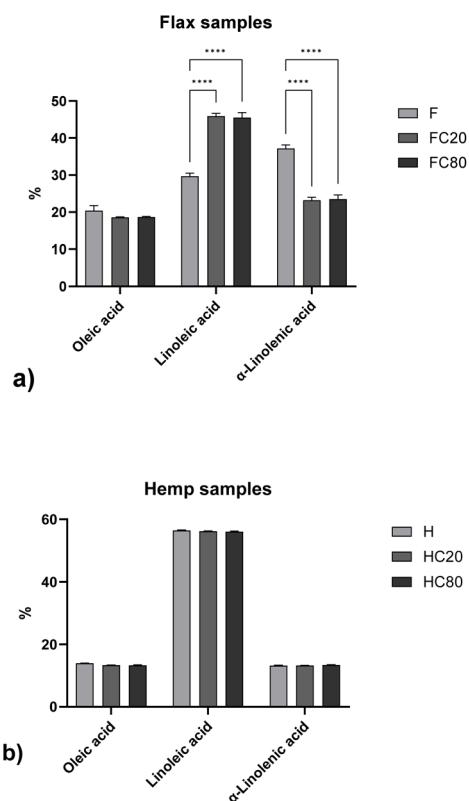 Flax samples
****
****
****
****
50
40
30
20
10
0
%
F
FC20
FC80
Oleic acid
Linoleic acid
α-Linolenic acid
a)
Hemp samples
60
40
20
0
%
H
HC20
HC80
Oleic acid
Linoleic acid
α-Linolenic acid
b)